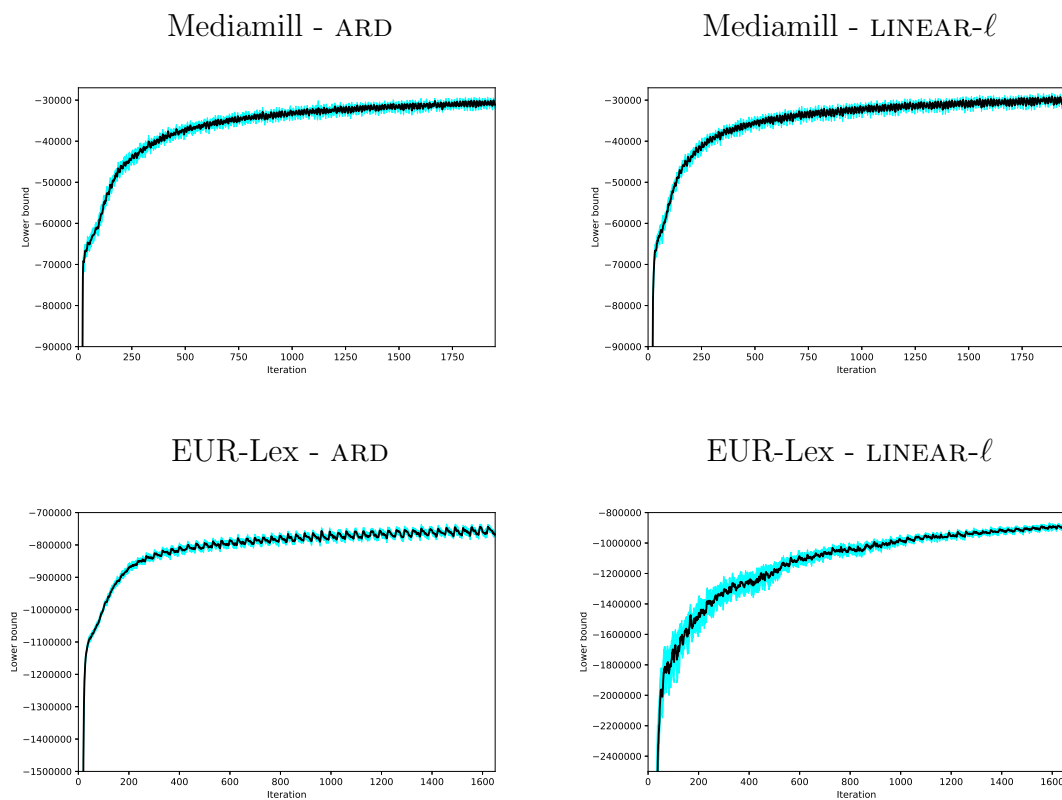 Mediamill - ARD
−30000
−40000
−50000
−60000
−70000
−80000
−90000
Lower bound
0 250 500 750 1000 1250 1500 1750
Iteration
Mediamill - LINEAR-ℓ
−30000
−40000
−50000
−60000
−70000
−80000
−90000
Lower bound
0 250 500 750 1000 1250 1500 1750
Iteration
EUR-Lex - ARD
−700000
−800000
−900000
−1000000
−1100000
−1200000
−1300000
−1400000
−1500000
Lower bound
0 200 400 600 800 1000 1200 1400 1600
Iteration
EUR-Lex - LINEAR-ℓ
−800000
−1000000
−1200000
−1400000
−1600000
−1800000
−2000000
−2200000
−2400000
Lower bound
0 200 400 600 800 1000 1200 1400 1600
Iteration